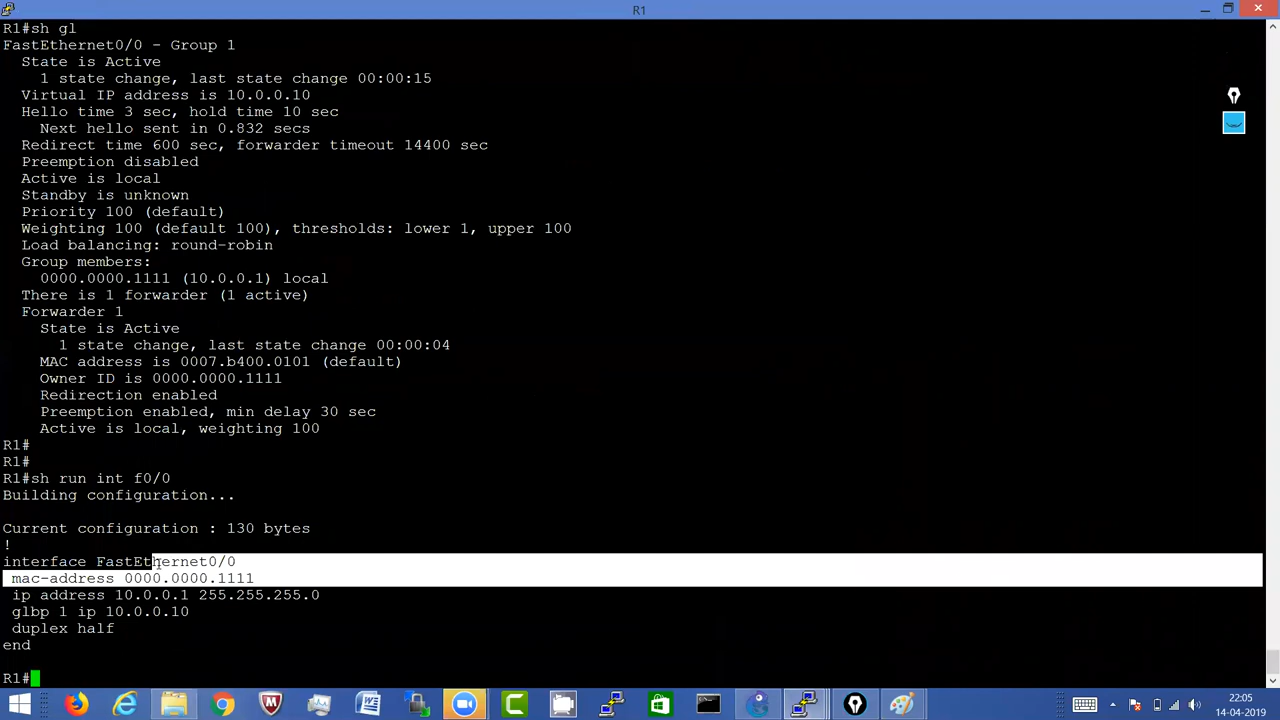 R1
R1#sh gl
FastEthernet0/0 - Group 1
State is Active
1 state change, last state change 00:00:15
Virtual IP address is 10.0.0.10
Hello time 3 sec, hold time 10 sec
Next hello sent in 0.832 secs
Redirect time 600 sec, forwarder timeout 14400 sec
Preemption disabled
Active is local
Standby is unknown
Priority 100 (default)
Weighting 100 (default 100), thresholds: lower 1, upper 100
Load balancing: round-robin
Group members:
0000.0000.1111 (10.0.0.1) local
There is 1 forwarder (1 active)
Forwarder 1
State is Active
1 state change, last state change 00:00:04
MAC address is 0007.b400.0101 (default)
Owner ID is 0000.0000.1111
Redirection enabled
Preemption enabled, min delay 30 sec
Active is local, weighting 100
R1#
R1#
R1#sh run int f0/0
Building configuration...
Current configuration : 130 bytes
!
interface FastEthernet0/0
mac-address 0000.0000.1111
ip address 10.0.0.1 255.255.255.0
glbp 1 ip 10.0.0.10
duplex half
end
R1#
22:05
14-04-2019